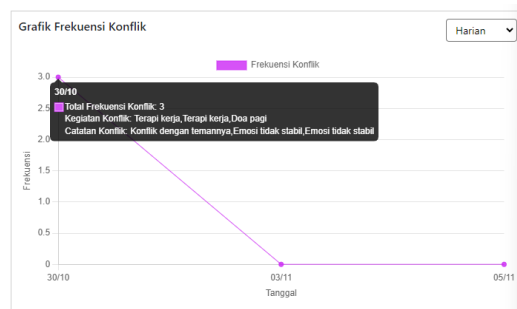 Grafik Frekuensi Konflik
Harian
Frekuensi Konflik
3.0
30/10
Total Frekuensi Konflik: 3
Kegiatan Konflik: Terapi kerja,Terapi kerja,Doa pagi
Catatan Konflik: Konflik dengan temannya,Emosi tidak stabil,Emosi tidak stabil
2.5
2.0
1.5
1.0
0.5
0
Frekuensi
30/10
03/11
05/11
Tanggal